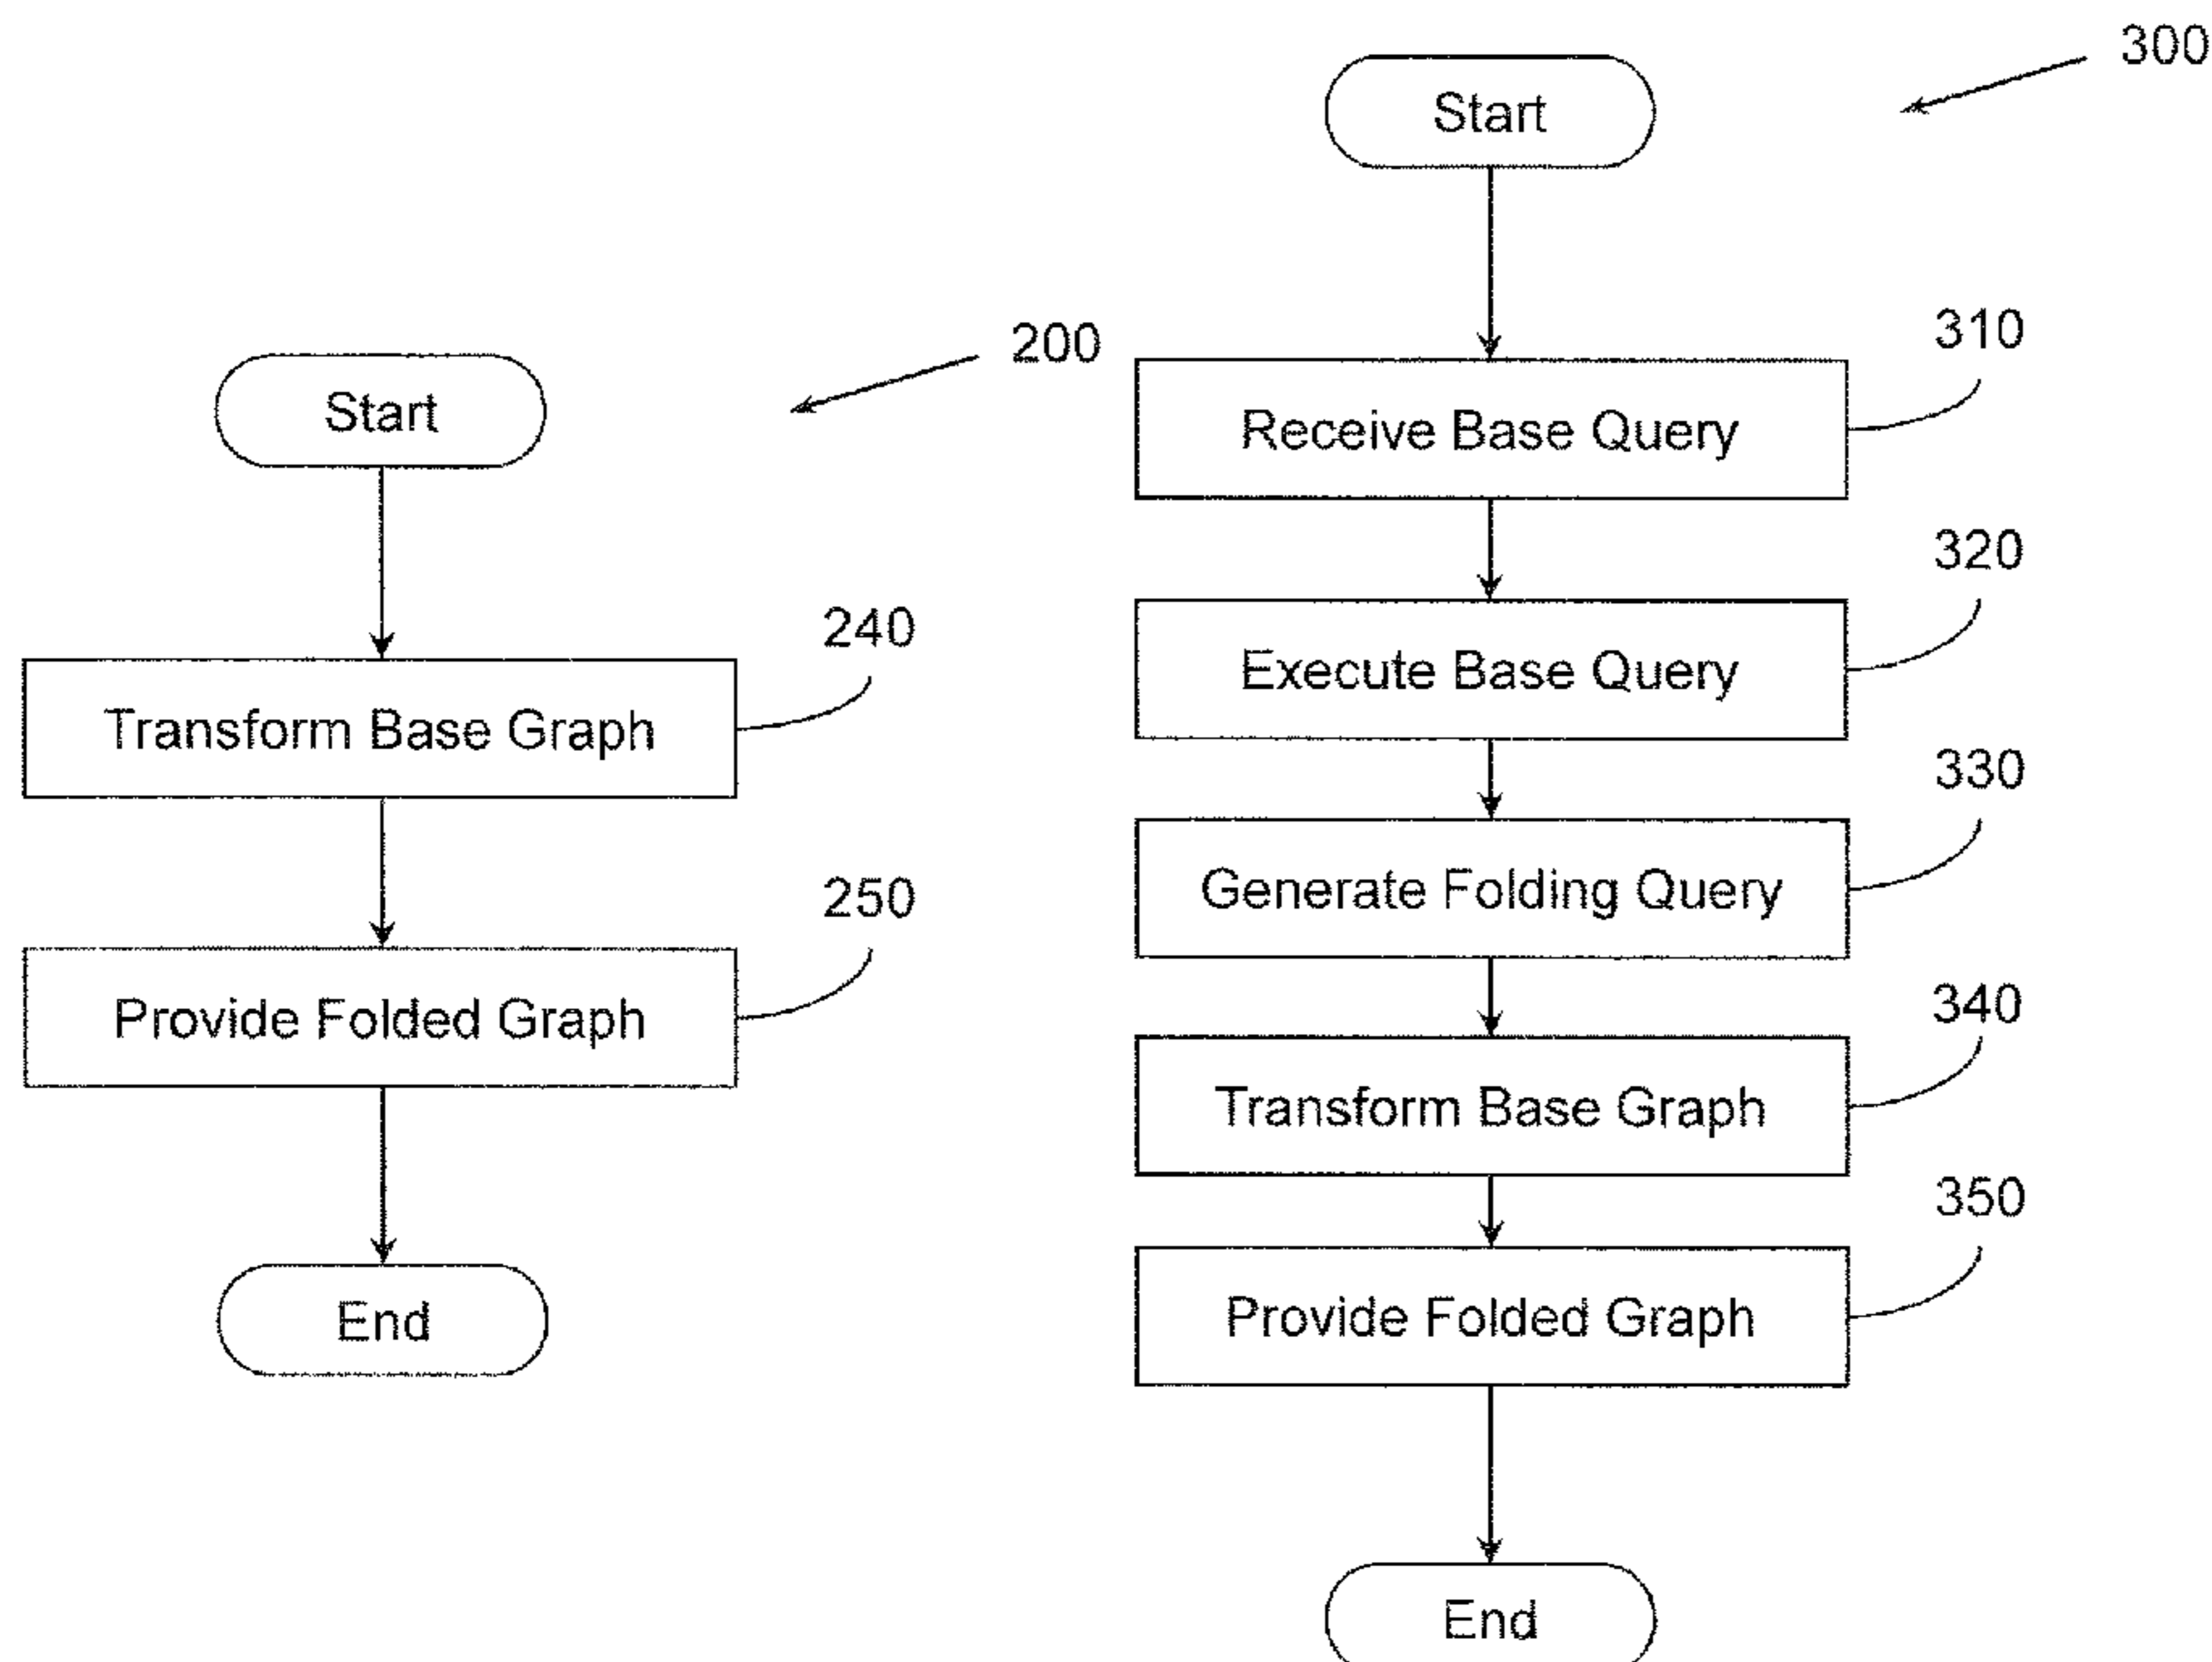 200
Start
240
Transform Base Graph
250
Provide Folded Graph
End
300
Start
310
Receive Base Query
320
Execute Base Query
330
Generate Folding Query
340
Transform Base Graph
350
Provide Folded Graph
End